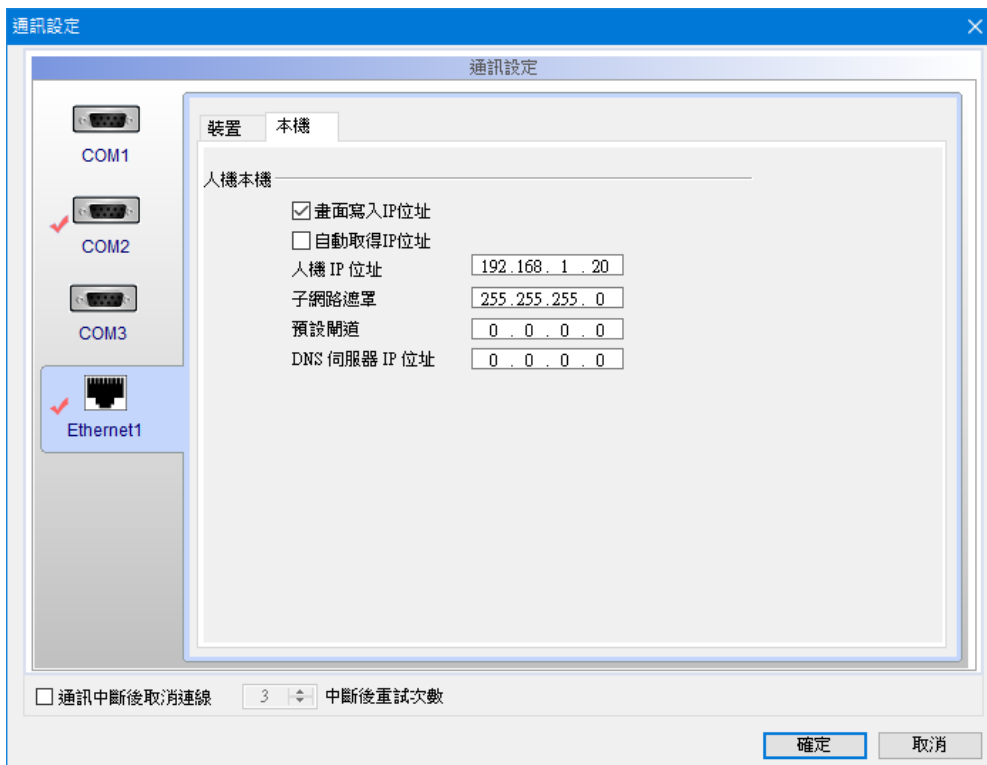 通訊設定
通訊設定
COM1
COM2
COM3
Ethernet1
裝置 本機
人機本機
畫面寫入IP位址
自動取得IP位址
人機 IP 位址 192.168. 1 .20
子網路遮罩 255.255.255. 0
預設閘道 0 . 0 . 0 . 0
DNS 伺服器 IP 位址 0 . 0 . 0 . 0
通訊中斷後取消連線 3 中斷後重試次數
確定 取消